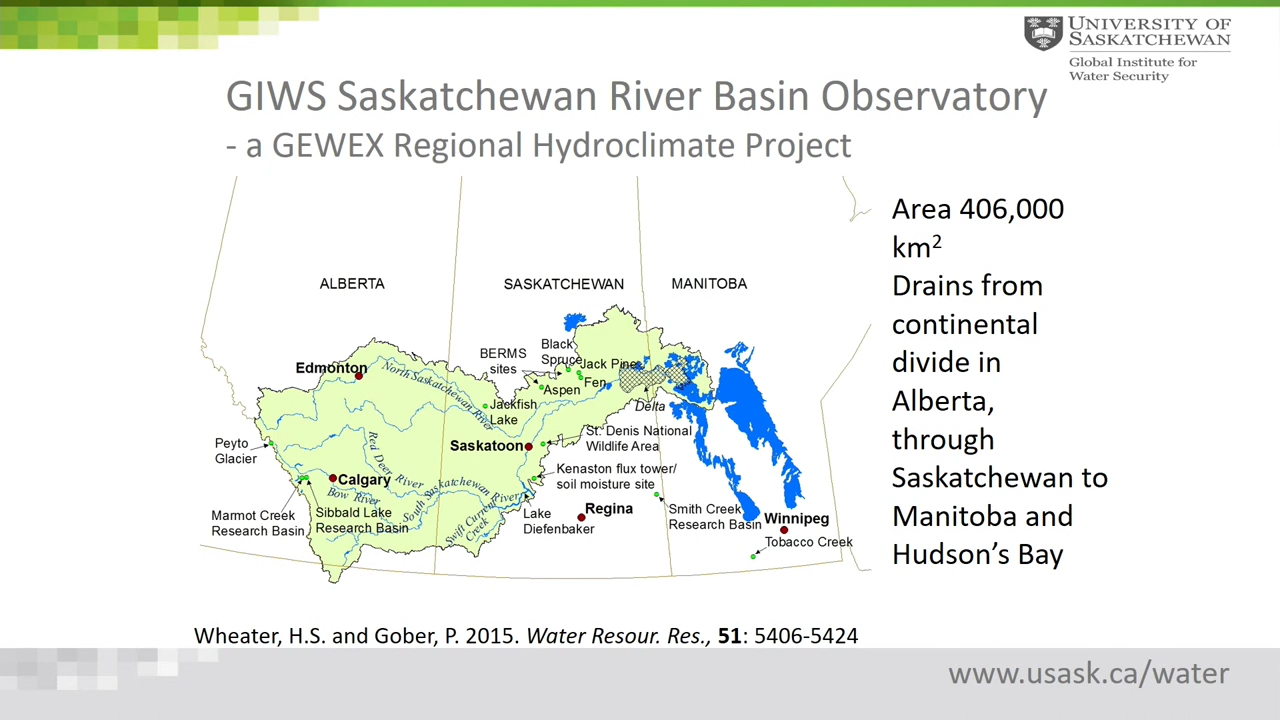 UNIVERSITY OF
SASKATCHEWAN
Global Institute for
Water Security
GIWS Saskatchewan River Basin Observatory
- a GEWEX Regional Hydroclimate Project
Area 406,000
km²
Drains from
continental
divide in
Alberta,
through
Saskatchewan to
Manitoba and
Hudson’s Bay
ALBERTA
SASKATCHEWAN
MANITOBA
Edmonton
North Saskatchewan River
BERMS
sites
Black
Spruce
Jack Pine
Fen
Aspen
Delta
Jackfish
Lake
Saskatoon
St. Denis National
Wildlife Area
Peyto
Glacier
Red Deer River
Calgary
Bow River
South Saskatchewan River
Kenaston flux tower/
soil moisture site
Marmot Creek
Research Basin
Sibbald Lake
Research Basin
Swift Current
Creek
Lake
Diefenbaker
Regina
Smith Creek
Research Basin
Winnipeg
Tobacco Creek
Wheater, H.S. and Gober, P. 2015. Water Resour. Res., 51: 5406-5424
www.usask.ca/water